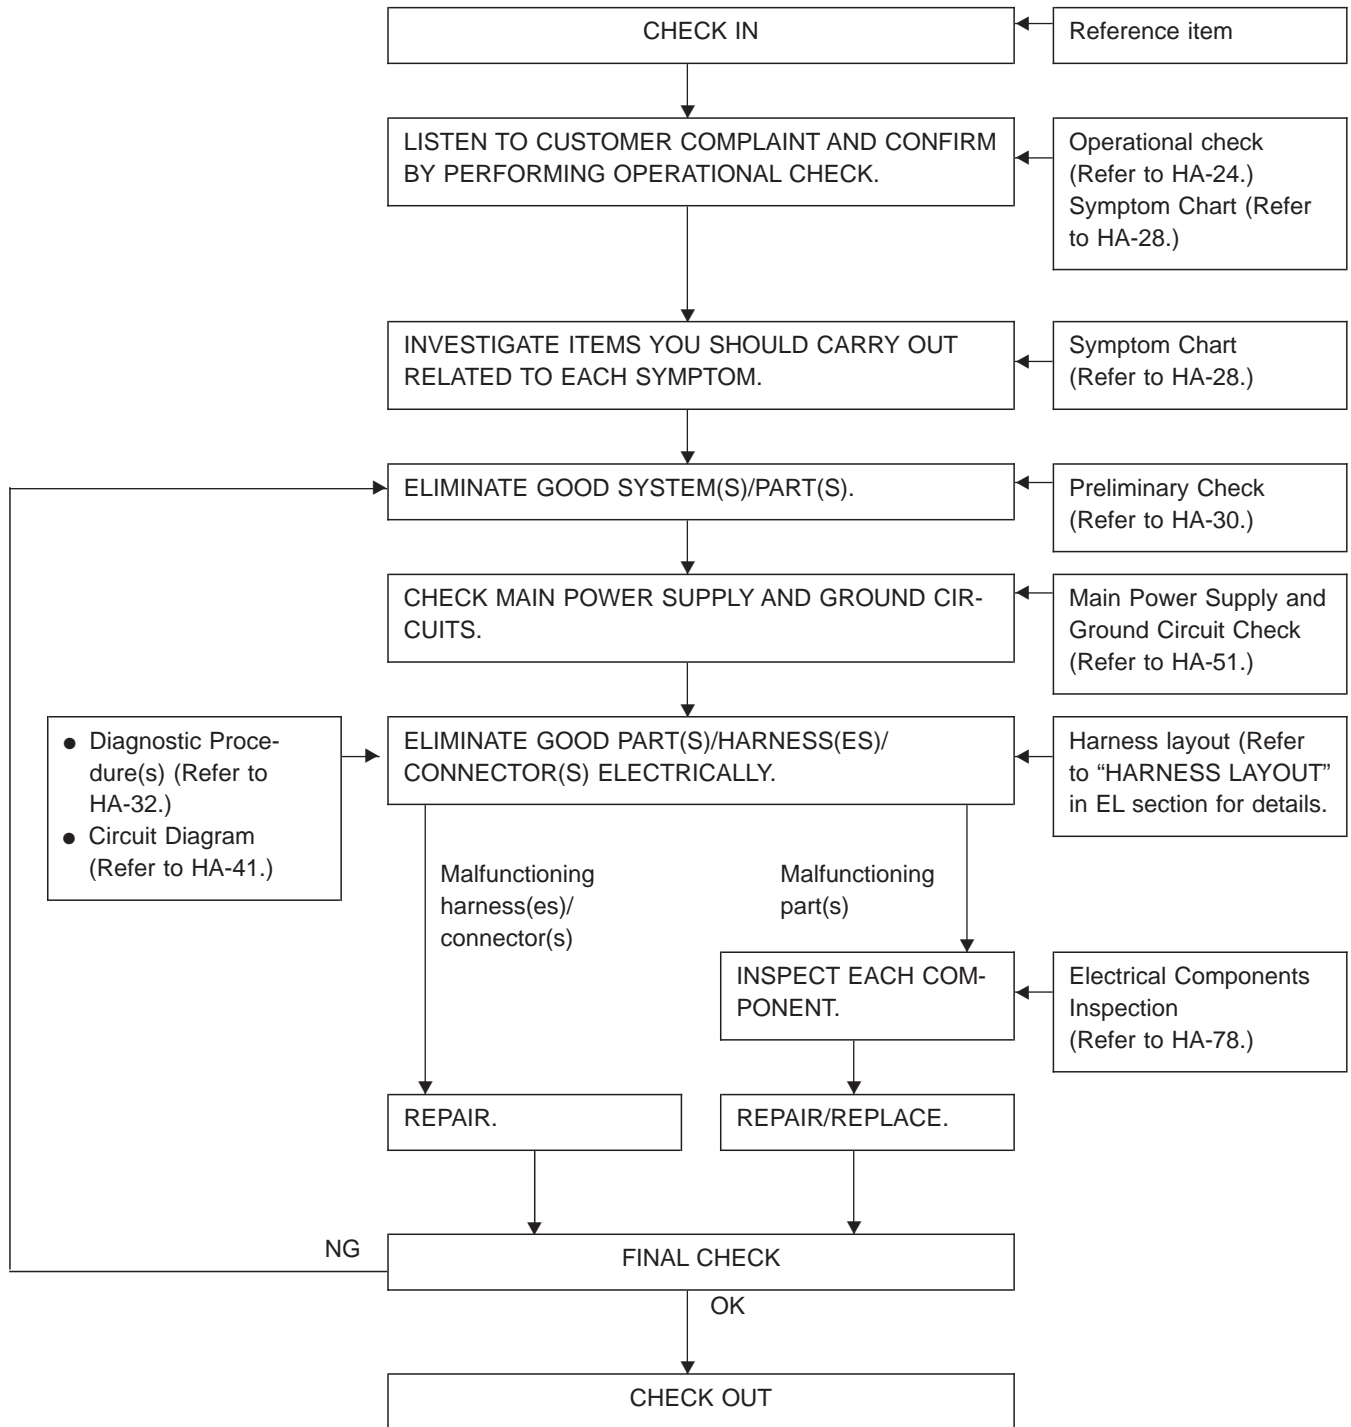 CHECK IN
Reference item
LISTEN TO CUSTOMER COMPLAINT AND CONFIRM
BY PERFORMING OPERATIONAL CHECK.
Operational check
(Refer to HA-24.)
Symptom Chart (Refer
to HA-28.)
INVESTIGATE ITEMS YOU SHOULD CARRY OUT
RELATED TO EACH SYMPTOM.
Symptom Chart
(Refer to HA-28.)
ELIMINATE GOOD SYSTEM(S)/PART(S).
Preliminary Check
(Refer to HA-30.)
CHECK MAIN POWER SUPPLY AND GROUND CIR-
CUITS.
Main Power Supply and
Ground Circuit Check
(Refer to HA-51.)
● Diagnostic Proce-
dure(s) (Refer to
HA-32.)
● Circuit Diagram
(Refer to HA-41.)
ELIMINATE GOOD PART(S)/HARNESS(ES)/
CONNECTOR(S) ELECTRICALLY.
Harness layout (Refer
to “HARNESS LAYOUT”
in EL section for details.
Malfunctioning
harness(es)/
connector(s)
Malfunctioning
part(s)
INSPECT EACH COM-
PONENT.
Electrical Components
Inspection
(Refer to HA-78.)
REPAIR.
REPAIR/REPLACE.
NG
FINAL CHECK
OK
CHECK OUT